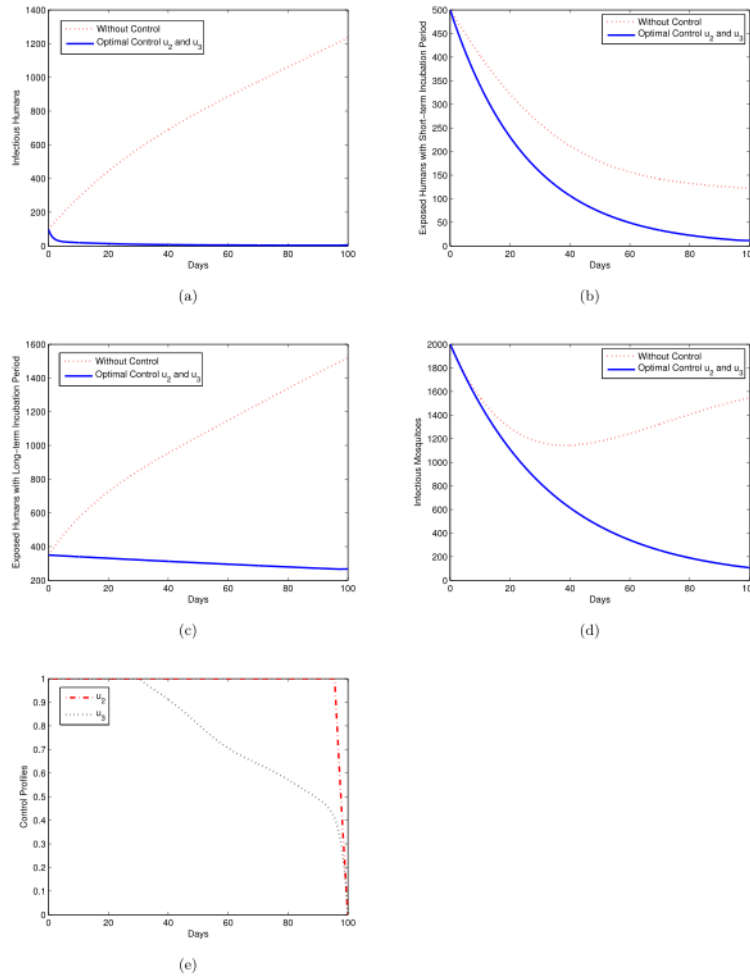 1400
1200
1000
800
600
400
200
0
0 20 40 60 80 100
Infectious Humans
Days
Without Control
Optimal Control u2 and u3
(a)
500
450
400
350
300
250
200
150
100
50
0
0 20 40 60 80 100
Exposed Humans with Short-term Incubation Period
Days
Without Control
Optimal Control u2 and u3
(b)
1600
1400
1200
1000
800
600
400
200
0 20 40 60 80 100
Exposed Humans with Long-term Incubation Period
Days
Without Control
Optimal Control u2 and u3
(c)
2000
1800
1600
1400
1200
1000
800
600
400
200
0
0 20 40 60 80 100
Infectious Mosquitoes
Days
Without Control
Optimal Control u2 and u3
(d)
1
0.9
0.8
0.7
0.6
0.5
0.4
0.3
0.2
0.1
0
0 20 40 60 80 100
Control Profiles
Days
u2
u3
(e)